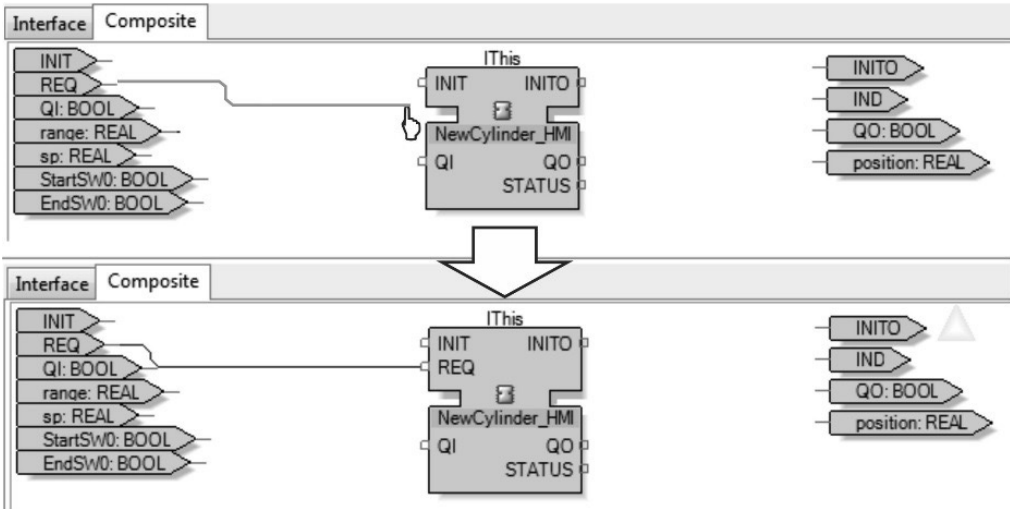 Interface Composite
INIT
REQ
QI: BOOL
range: REAL
sp: REAL
StartSW0: BOOL
EndSW0: BOOL
IThis
INIT INITO
NewCylinder_HMI
QI QO
STATUS
INITO
IND
QO: BOOL
position: REAL
Interface Composite
INIT
REQ
QI: BOOL
range: REAL
sp: REAL
StartSW0: BOOL
EndSW0: BOOL
IThis
INIT INITO
REQ
NewCylinder_HMI
QI QO
STATUS
INITO
IND
QO: BOOL
position: REAL